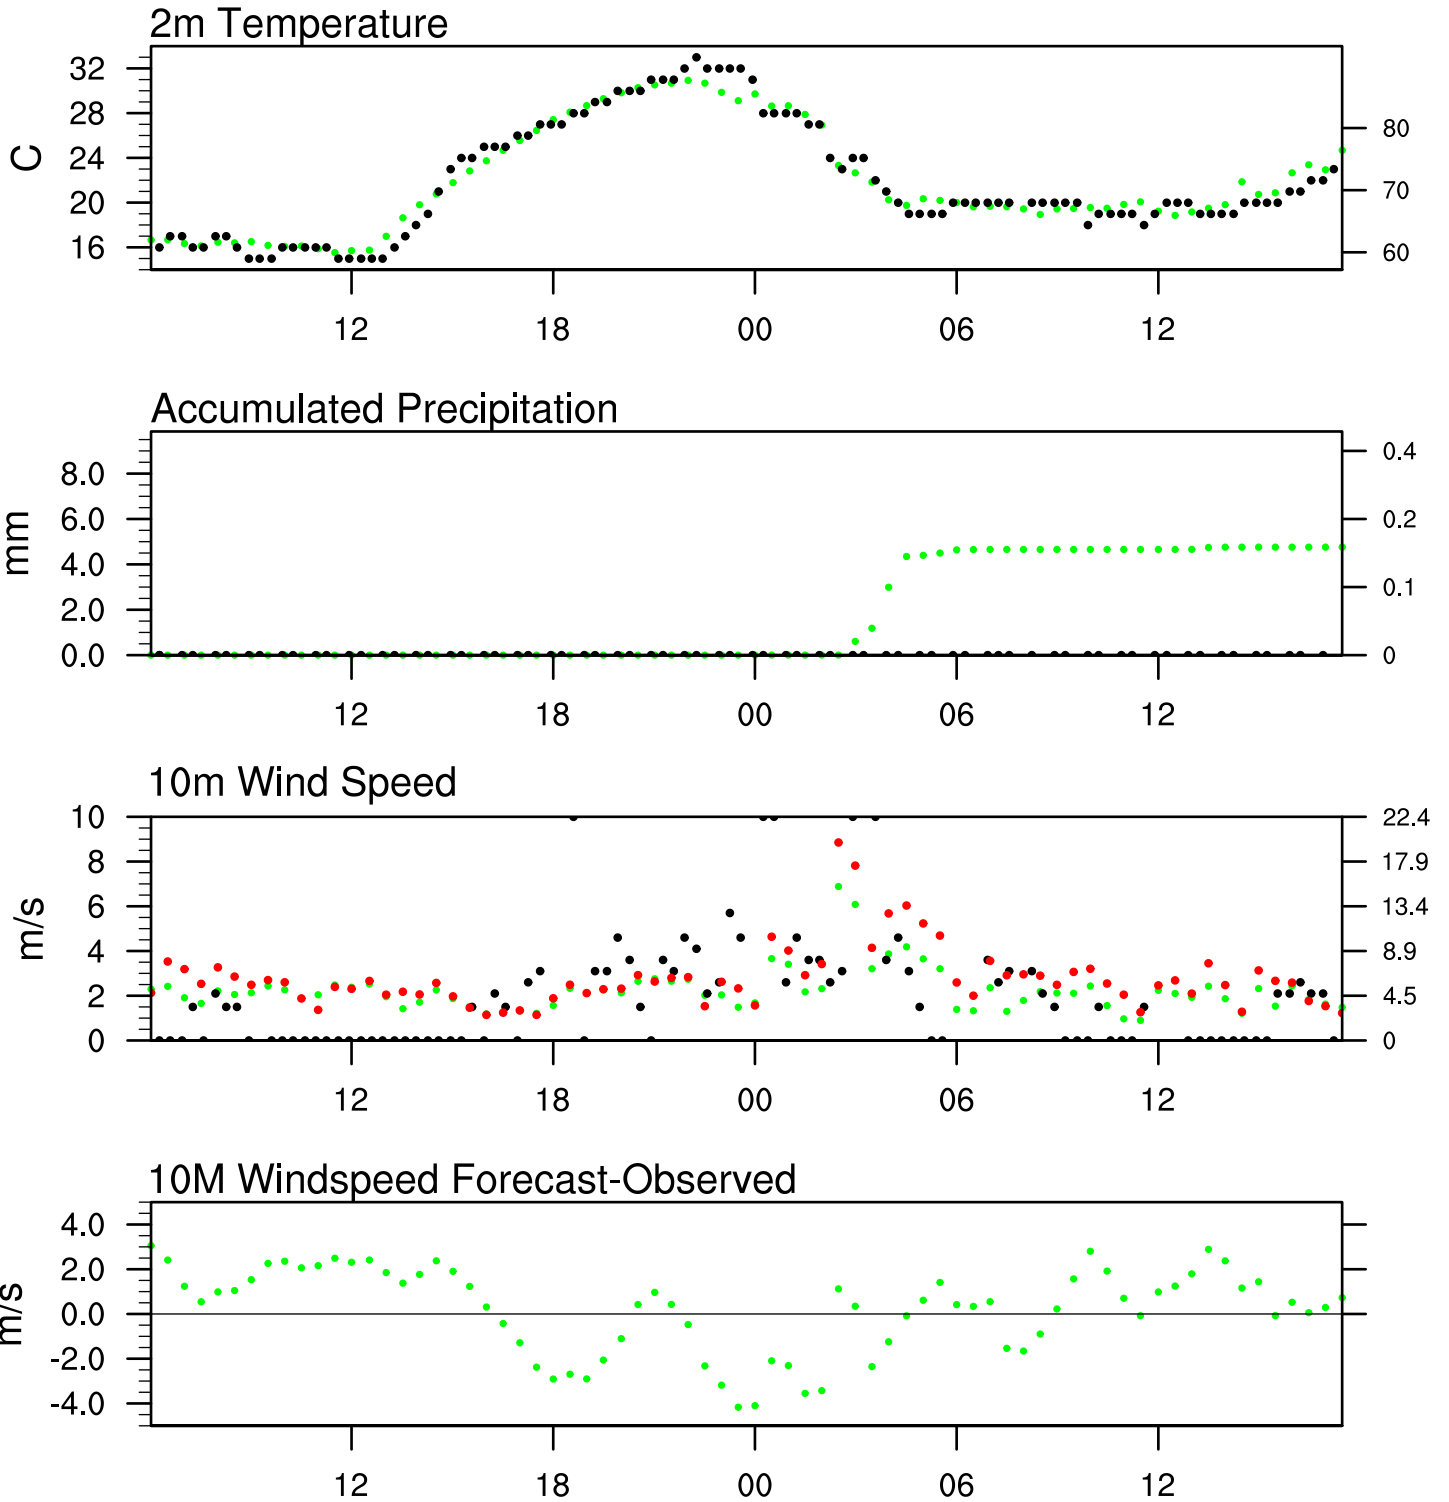 2m Temperature
32
28
24
20
16
C
80
70
60
12 18 00 06 12
Accumulated Precipitation
8.0
6.0
4.0
2.0
0.0
mm
0.4
0.2
0.1
0
12 18 00 06 12
10m Wind Speed
10
8
6
4
2
0
m/s
22.4
17.9
13.4
8.9
4.5
0
12 18 00 06 12
10M Windspeed Forecast-Observed
4.0
2.0
0.0
-2.0
-4.0
m/s
12 18 00 06 12